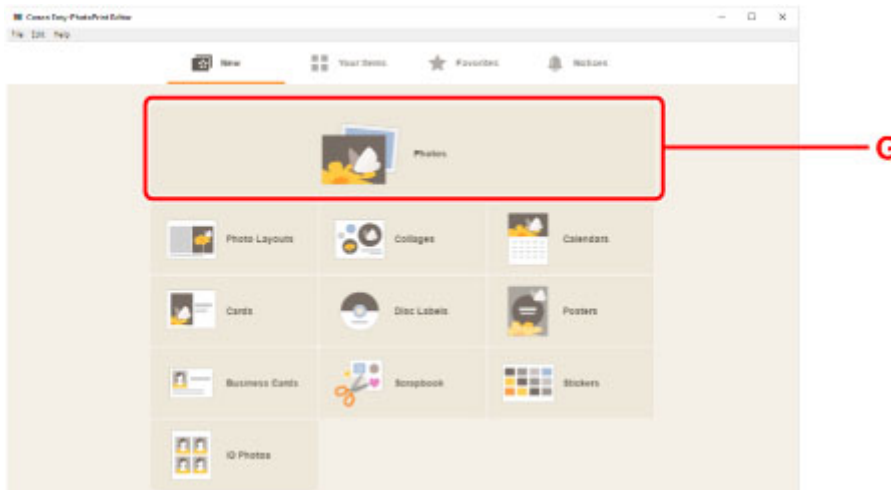 Canon Easy-PhotoPrint Editor
File Edit Help
New Your Items Favorites Notices
Photos
G
Photo Layouts Collages Calendars
Cards Disc Labels Posters
Business Cards Scrapbook Stickers
ID Photos